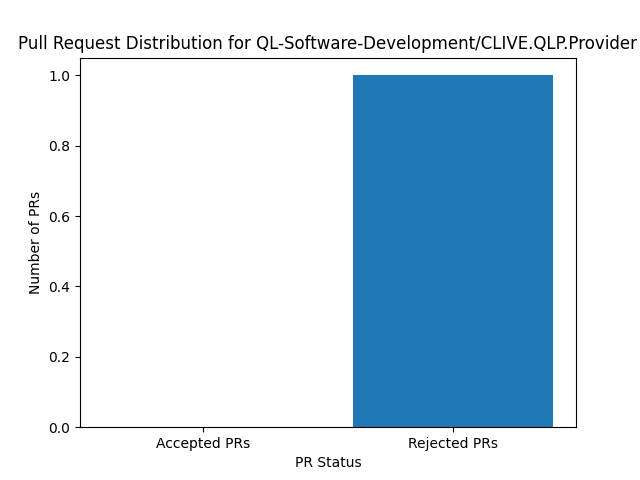 Pull Request Distribution for QL-Software-Development/CLIVE.QLP.Provider
1.0
0.8
0.6
0.4
0.2
0.0
Number of PRs
Accepted PRs Rejected PRs
PR Status